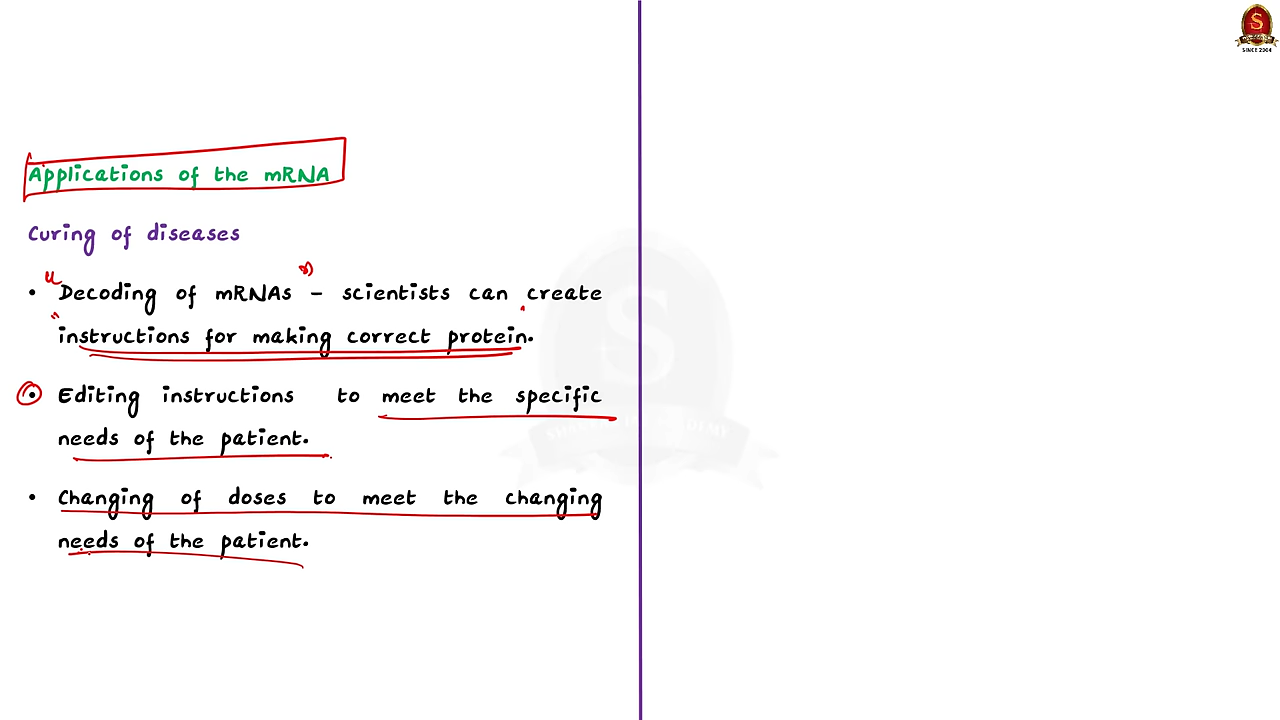 Applications of the mRNA
Curing of diseases
• Decoding of mRNAs – scientists can create
instructions for making correct protein.
• Editing instructions to meet the specific
needs of the patient.
• Changing of doses to meet the changing
needs of the patient.
S
SINCE 2004